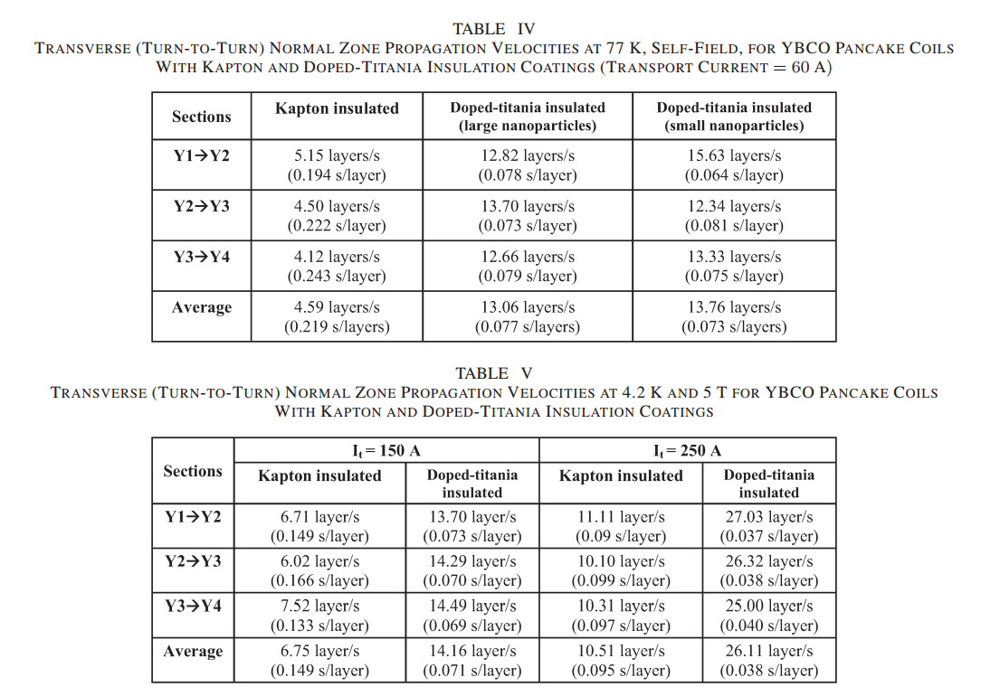 TABLE IV
TRANSVERSE (TURN-TO-TURN) NORMAL ZONE PROPAGATION VELOCITIES AT 77 K, SELF-FIELD, FOR YBCO PANCAKE COILS
WITH KAPTON AND DOPED-TITANIA INSULATION COATINGS (TRANSPORT CURRENT = 60 A)
Sections Kapton insulated Doped-titania insulated (large nanoparticles) Doped-titania insulated (small nanoparticles)
Y1→Y2 5.15 layers/s 12.82 layers/s 15.63 layers/s
(0.194 s/layer) (0.078 s/layer) (0.064 s/layer)
Y2→Y3 4.50 layers/s 13.70 layers/s 12.34 layers/s
(0.222 s/layer) (0.073 s/layer) (0.081 s/layer)
Y3→Y4 4.12 layers/s 12.66 layers/s 13.33 layers/s
(0.243 s/layer) (0.079 s/layer) (0.075 s/layer)
Average 4.59 layers/s 13.06 layers/s 13.76 layers/s
(0.219 s/layers) (0.077 s/layers) (0.073 s/layers)
TABLE V
TRANSVERSE (TURN-TO-TURN) NORMAL ZONE PROPAGATION VELOCITIES AT 4.2 K AND 5 T FOR YBCO PANCAKE COILS
WITH KAPTON AND DOPED-TITANIA INSULATION COATINGS
Sections It = 150 A It = 250 A
Kapton insulated Doped-titania insulated Kapton insulated Doped-titania insulated
Y1→Y2 6.71 layer/s 13.70 layer/s 11.11 layer/s 27.03 layer/s
(0.149 s/layer) (0.073 s/layer) (0.09 s/layer) (0.037 s/layer)
Y2→Y3 6.02 layer/s 14.29 layer/s 10.10 layer/s 26.32 layer/s
(0.166 s/layer) (0.070 s/layer) (0.099 s/layer) (0.038 s/layer)
Y3→Y4 7.52 layer/s 14.49 layer/s 10.31 layer/s 25.00 layer/s
(0.133 s/layer) (0.069 s/layer) (0.097 s/layer) (0.040 s/layer)
Average 6.75 layer/s 14.16 layer/s 10.51 layer/s 26.11 layer/s
(0.149 s/layer) (0.071 s/layer) (0.095 s/layer) (0.038 s/layer)